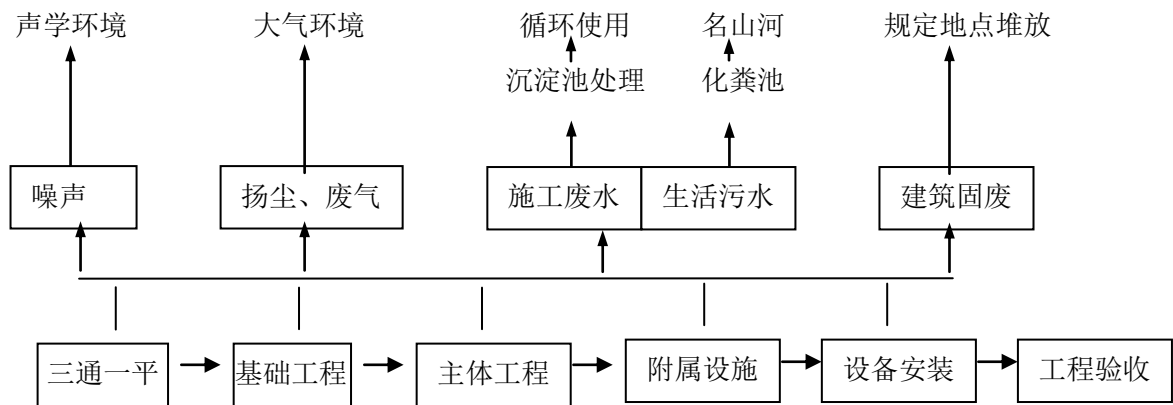 声学环境 大气环境 循环使用 名山河 规定地点堆放
沉淀池处理 化粪池
噪声 扬尘、废气 施工废水 生活污水 建筑固废
三通一平 基础工程 主体工程 附属设施 设备安装 工程验收